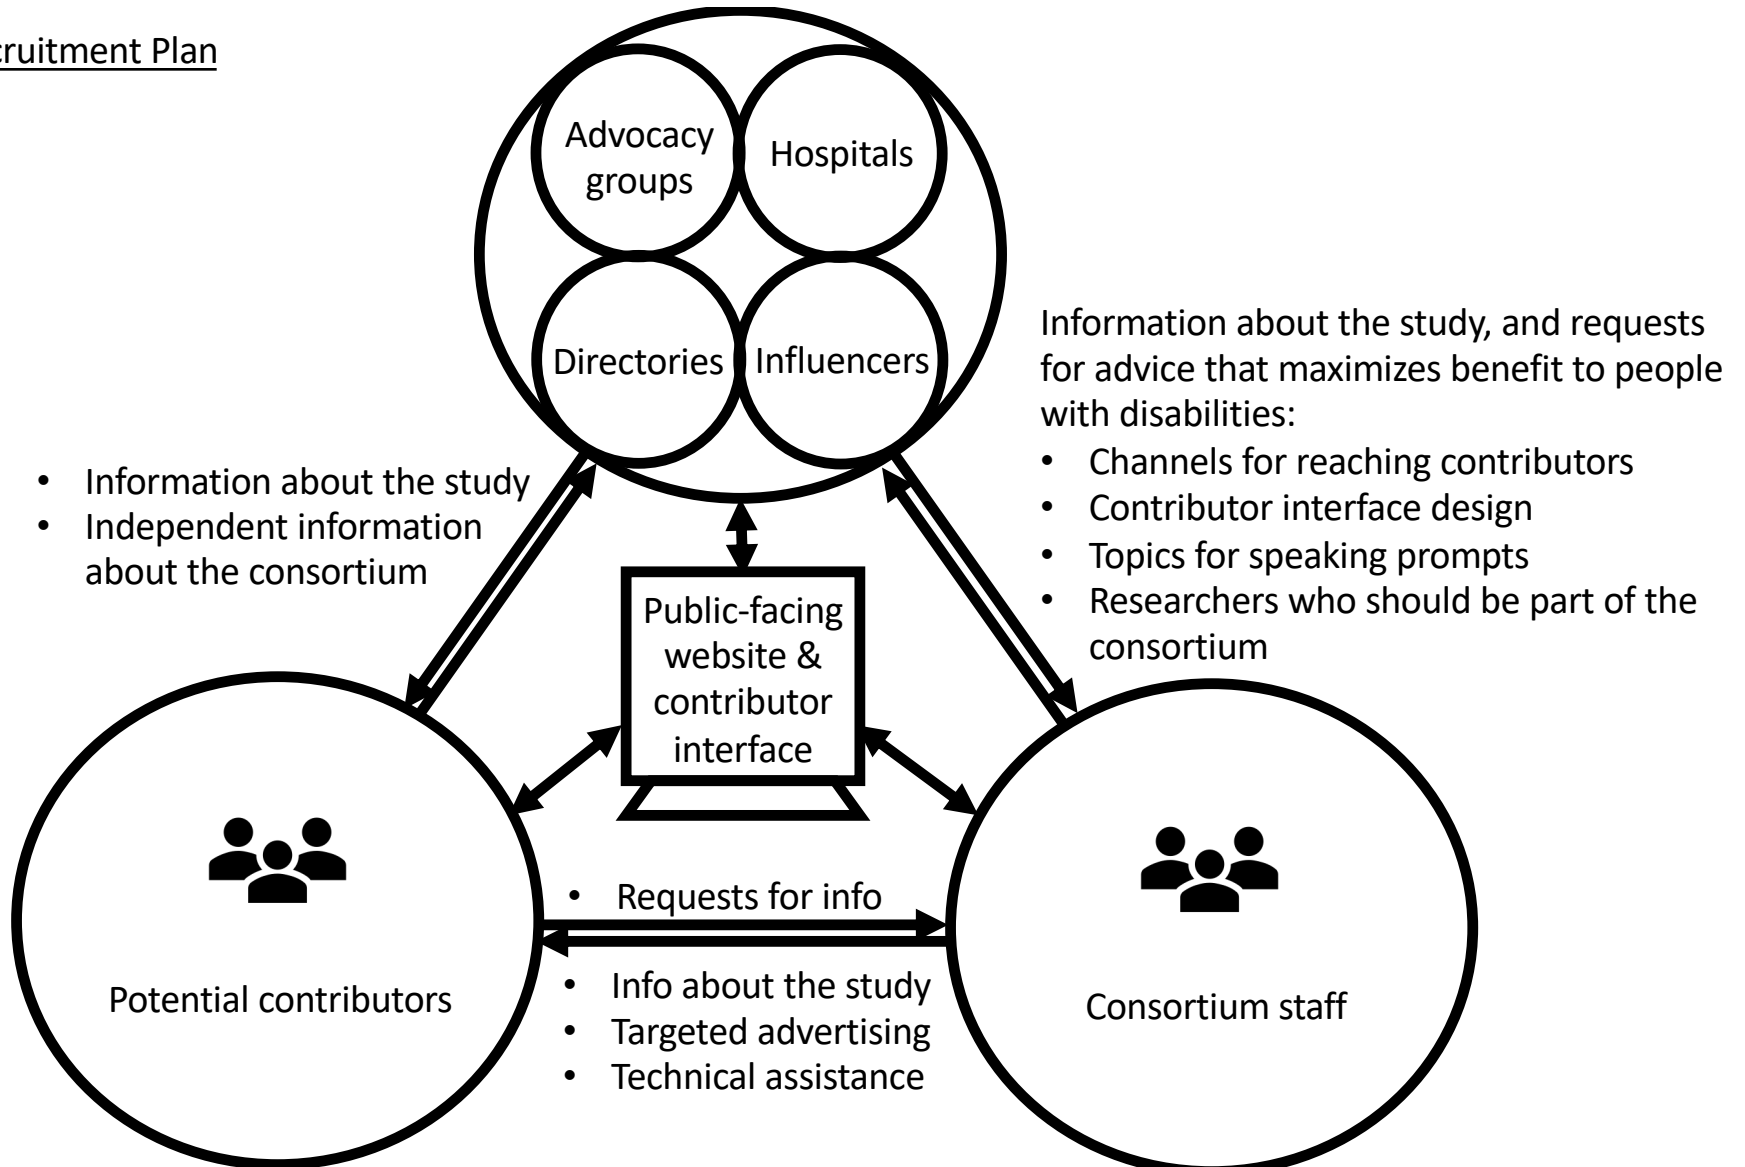 cruitment Plan
Advocacy
groups
Hospitals
Directories
Influencers
Information about the study, and requests
for advice that maximizes benefit to people
with disabilities:
• Channels for reaching contributors
• Contributor interface design
• Topics for speaking prompts
• Researchers who should be part of the
consortium
• Information about the study
• Independent information
about the consortium
Public-facing
website &
contributor
interface
• Requests for info
• Info about the study
• Targeted advertising
• Technical assistance
Potential contributors
Consortium staff